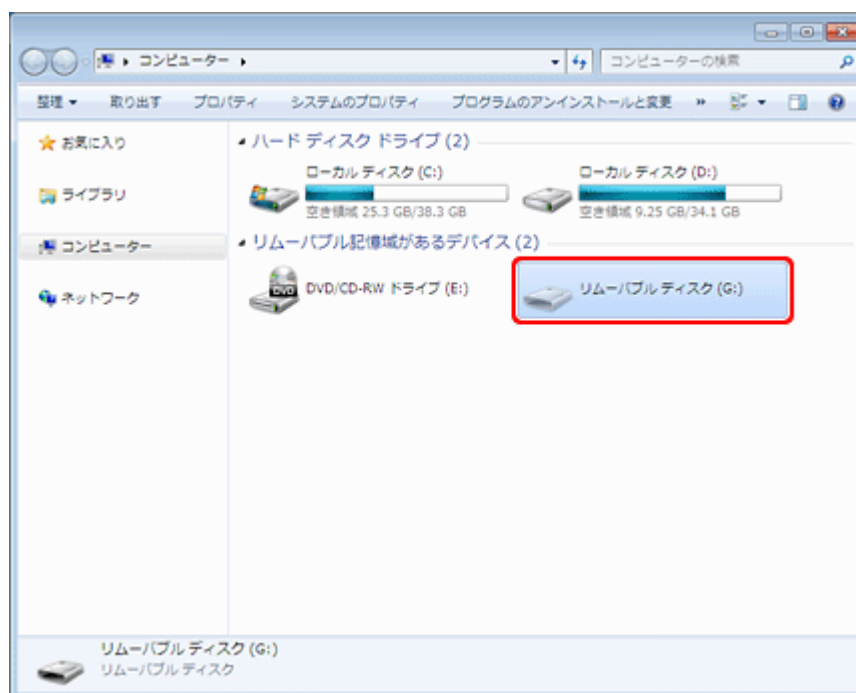 コンピューター
コンピューターの検索
整理 取り出す プロパティ システムのプロパティ プログラムのアンインストールと変更 »
お気に入り
ライブラリ
コンピューター
ネットワーク
ハード ディスク ドライブ (2)
ローカル ディスク (C:)
空き領域 25.3 GB/38.3 GB
ローカル ディスク (D:)
空き領域 9.25 GB/34.1 GB
リムーバブル記憶域があるデバイス (2)
DVD
DVD/CD-RW ドライブ (E:)
リムーバブル ディスク (G:)
リムーバブル ディスク (G:)
リムーバブル ディスク